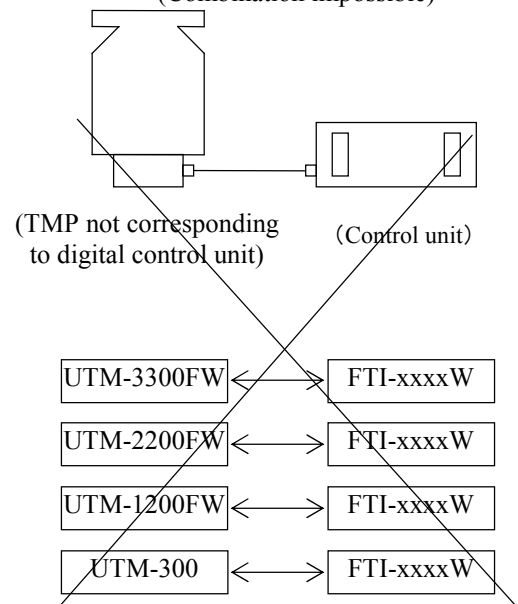 (Combination impossible)
(TMP not corresponding
to digital control unit)
（Control unit）
UTM-3300FW FTI-xxxxW
UTM-2200FW FTI-xxxxW
UTM-1200FW FTI-xxxxW
UTM-300 FTI-xxxxW